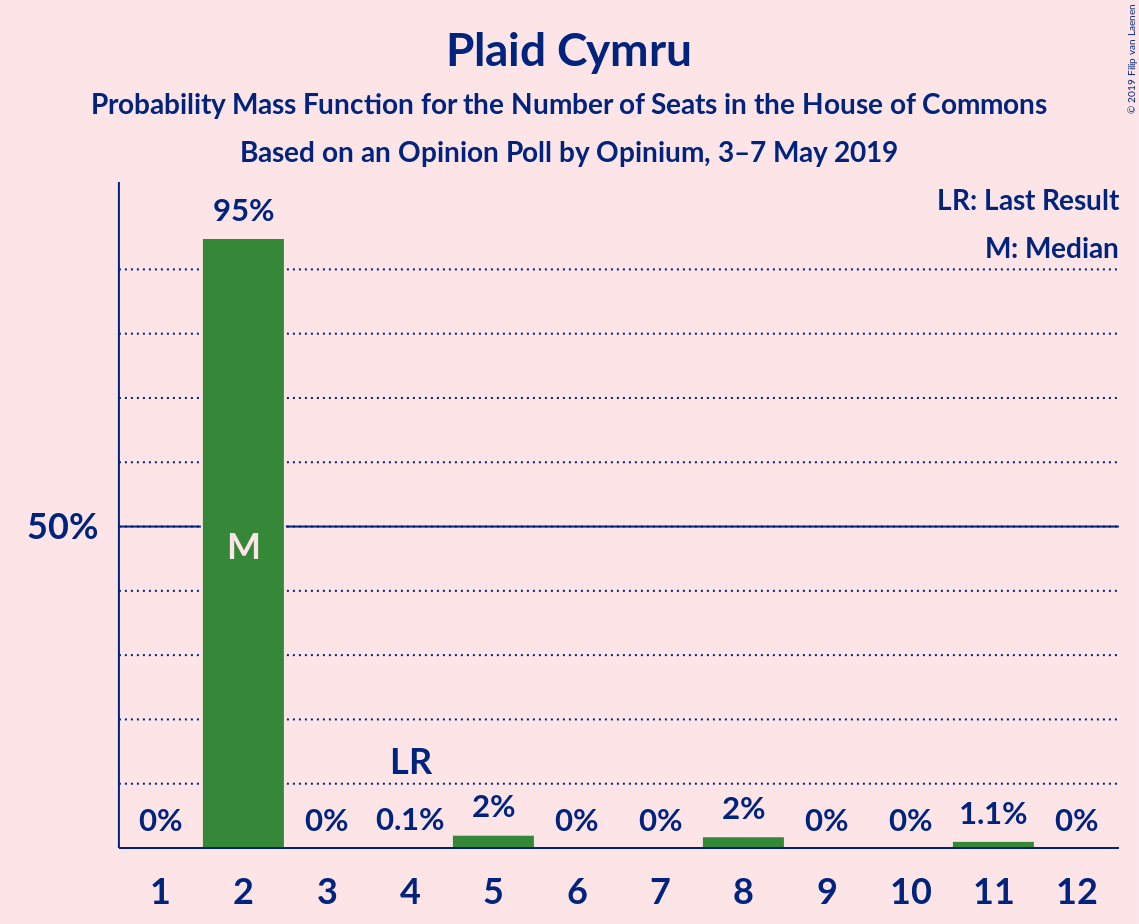 Plaid Cymru
Probability Mass Function for the Number of Seats in the House of Commons
Based on an Opinion Poll by Opinium, 3–7 May 2019
© 2019 Filip van Laenen
LR: Last Result
M: Median
95%
50%
M
LR
0%
0%
0.1%
2%
0%
0%
2%
0%
0%
1.1%
0%
1 2 3 4 5 6 7 8 9 10 11 12